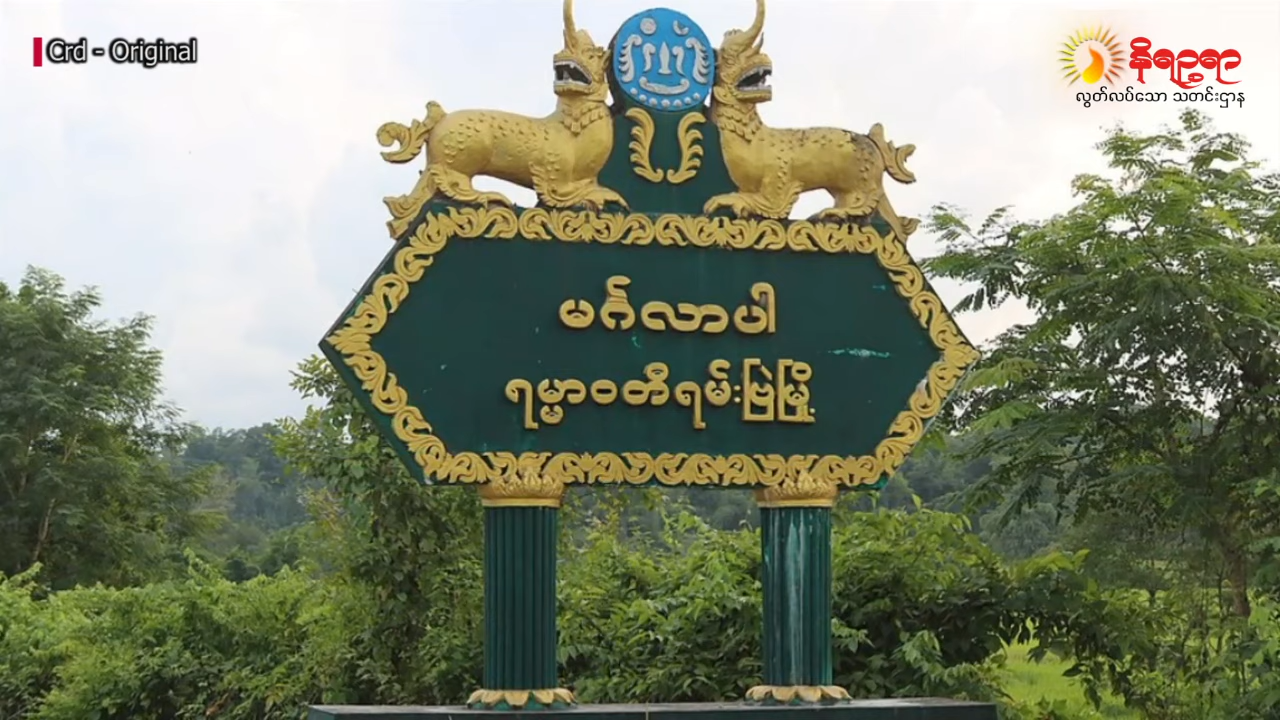 Crd - Original
နိရဉ္စရာ
လွတ်လပ်သော သတင်းဌာန
မင်္ဂလာပါ
ရမ္မာဝတီရမ်းဗြဲမြို့